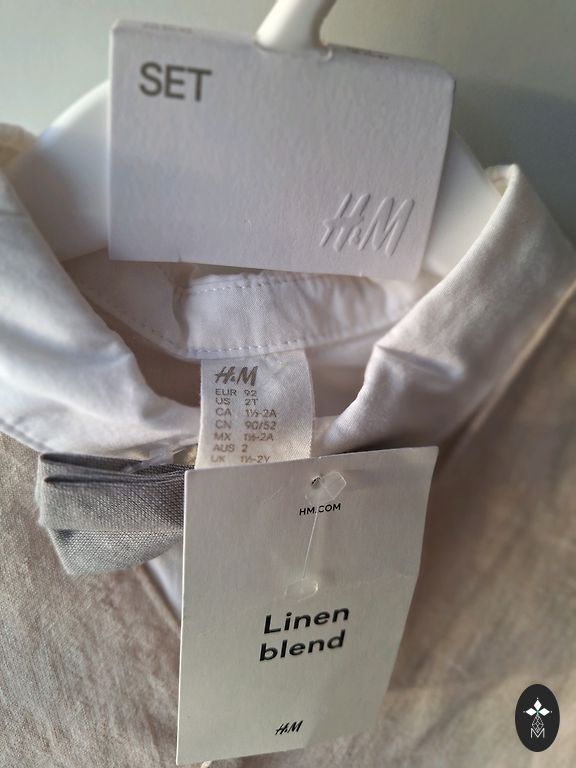 SET
H&M
H&M
EUR 92
US 2T
CA 1½-2A
CN 90/52
MX 1½-2A
AUS 2
UK 1½-2Y
HM.COM
Linen
blend
H&M
M